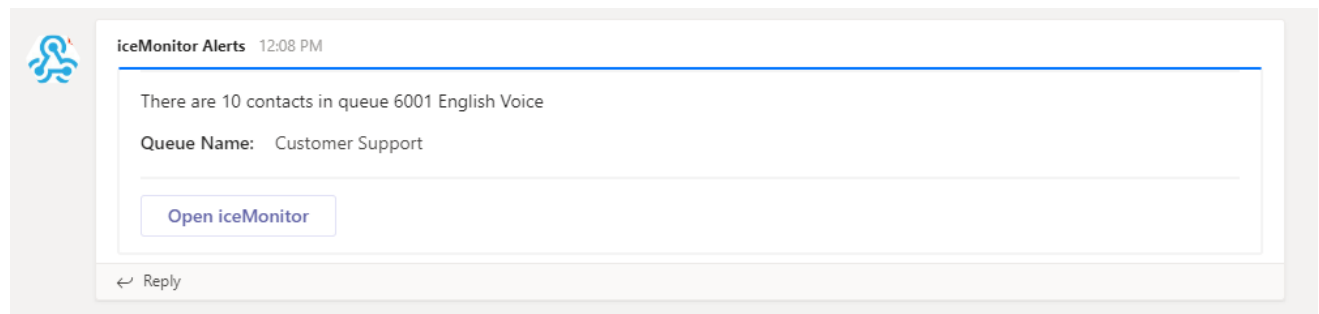 iceMonitor Alerts 12:08 PM
There are 10 contacts in queue 6001 English Voice
Queue Name: Customer Support
Open iceMonitor
Reply